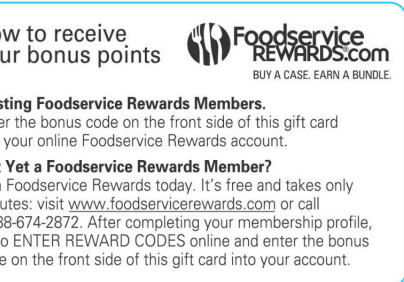 ow to receive
ur bonus points
Foodservice
REWARDS.com
BUY A CASE. EARN A BUNDLE.
sting Foodservice Rewards Members.
er the bonus code on the front side of this gift card
your online Foodservice Rewards account.
t Yet a Foodservice Rewards Member?
a Foodservice Rewards today. It's free and takes only
utes: visit www.foodservicerewards.com or call
38-674-2872. After completing your membership profile,
o ENTER REWARD CODES online and enter the bonus
e on the front side of this gift card into your account.